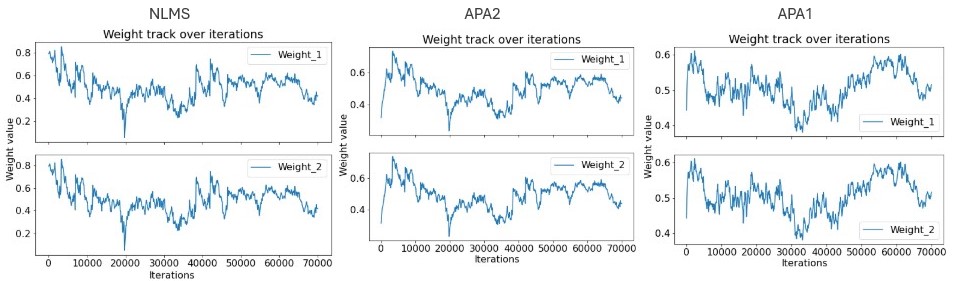 NLMS
Weight track over iterations
0.8
0.6
0.4
0.2
Weight_1
Weight value
0.8
0.6
0.4
0.2
Weight_2
0 10000 20000 30000 40000 50000 60000 70000
Iterations
APA2
Weight track over iterations
0.6
0.4
Weight_1
Weight value
0.6
0.4
Weight_2
0 10000 20000 30000 40000 50000 60000 70000
Iterations
APA1
Weight track over iterations
0.6
0.5
0.4
Weight_1
Weight value
0.6
0.5
0.4
Weight_2
0 10000 20000 30000 40000 50000 60000 70000
Iterations